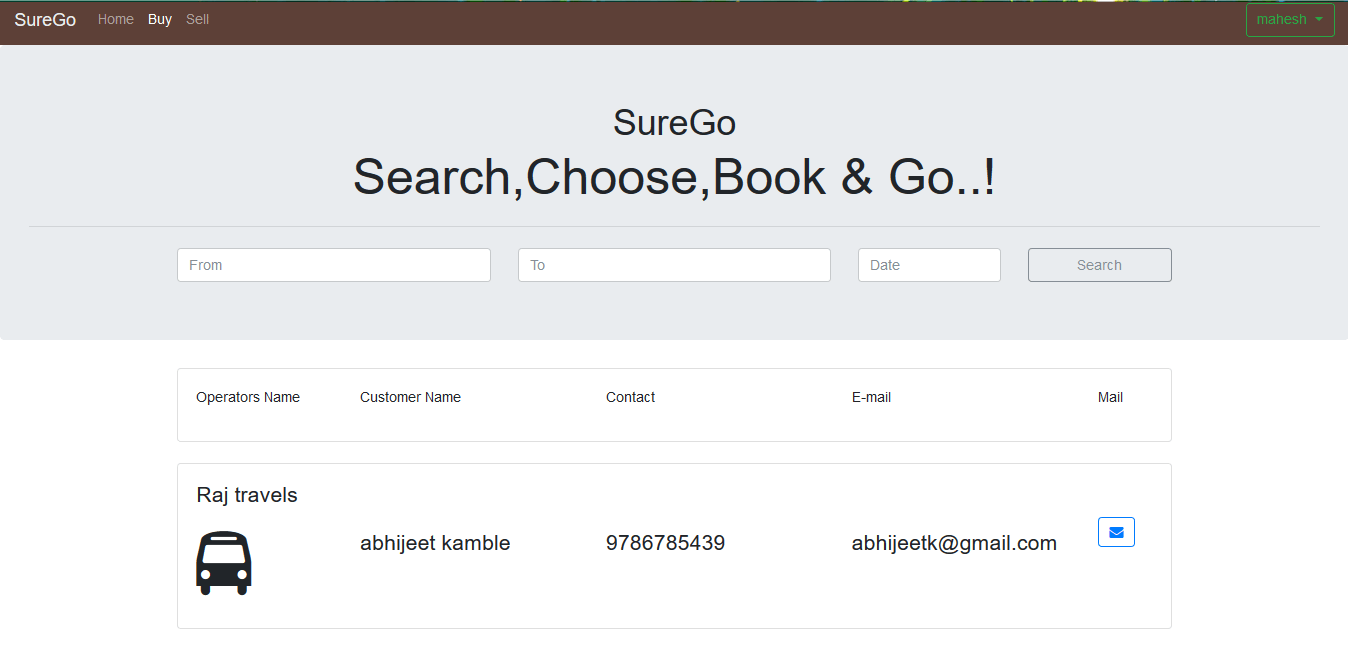 SureGo Home Buy Sell mahesh
SureGo
Search,Choose,Book & Go..!
From To Date Search
Operators Name Customer Name Contact E-mail Mail
Raj travels
abhijeet kamble 9786785439 abhijeetk@gmail.com